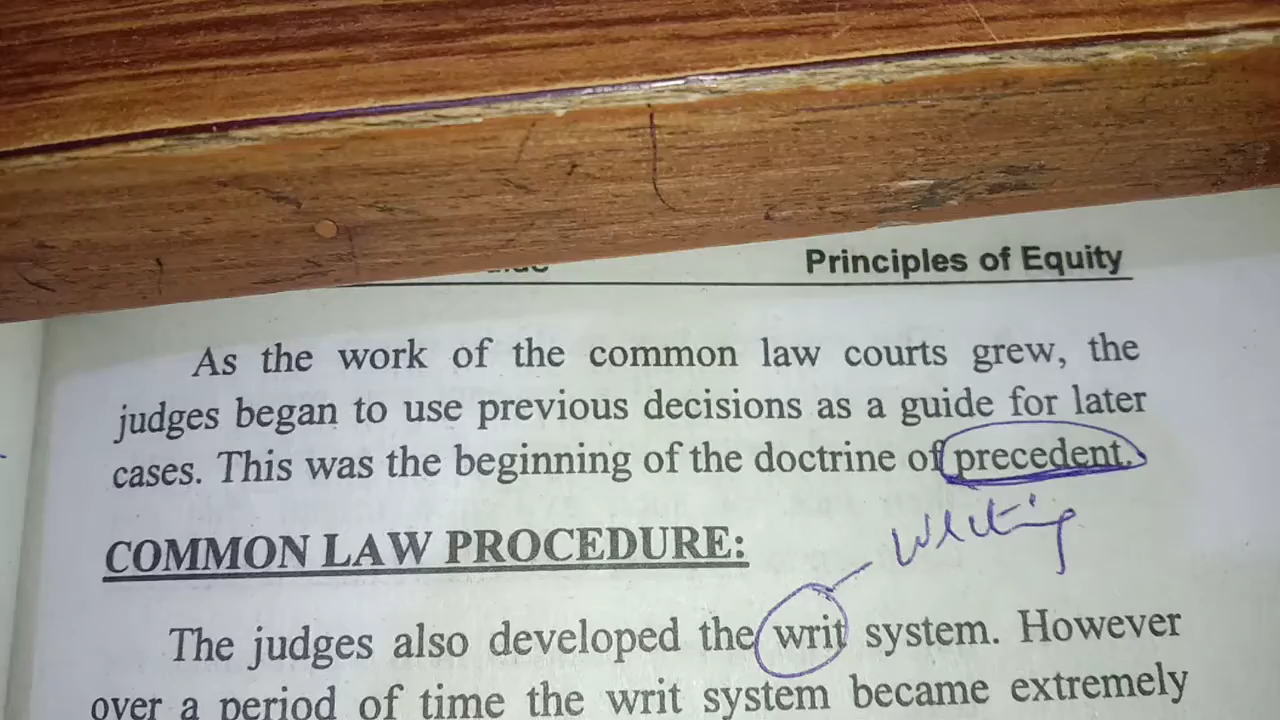 Principles of Equity
As the work of the common law courts grew, the
judges began to use previous decisions as a guide for later
cases. This was the beginning of the doctrine of precedent.
writing
COMMON LAW PROCEDURE:
The judges also developed the writ system. However
over a period of time the writ system became extremely